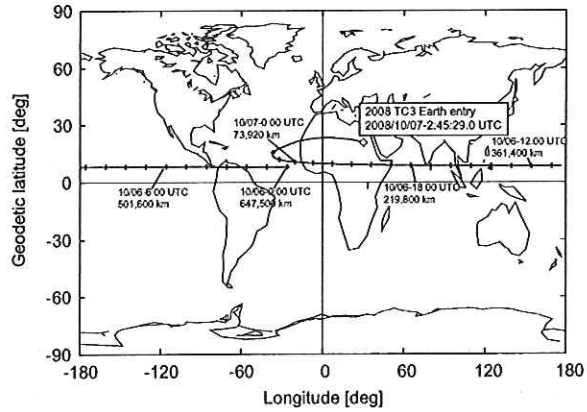 90
60
30
0
-30
-60
-90
Geodetic latitude [deg]
2008 TC3 Earth entry
2008/10/07-2:45:29.0 UTC
10/07-0:00 UTC
73,920 km
10/06-12:00 UTC
361,400 km
10/06-6:00 UTC
501,600 km
10/06-0:00 UTC
647,500 km
10/06-18:00 UTC
219,800 km
-180
-120
-60
0
60
120
180
Longitude [deg]